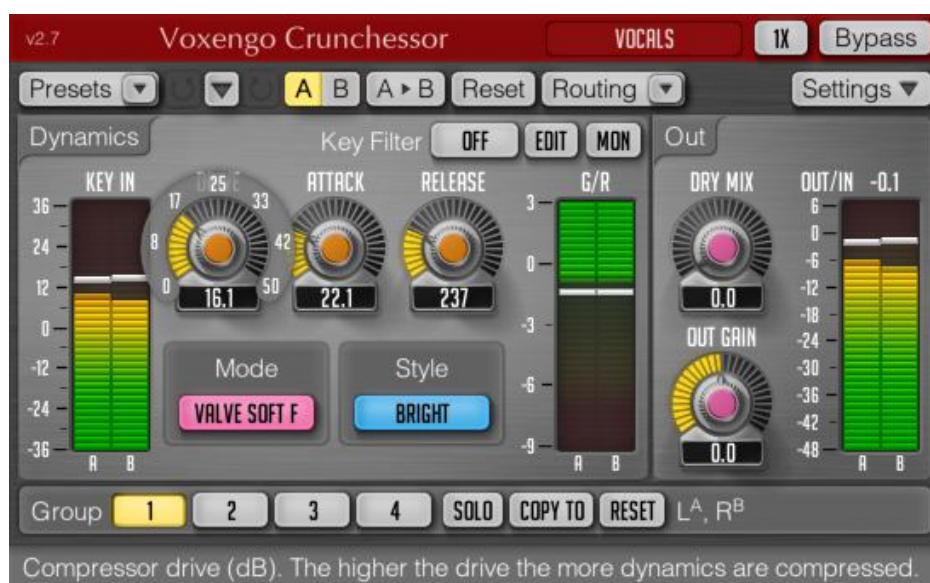 v2.7 Voxengo Crunchessor VOCALS 1X Bypass
Presets A B A ▸ B Reset Routing Settings
Dynamics Key Filter OFF EDIT MON Out
KEY IN ATTACK RELEASE G/R DRY MIX OUT/IN -0.1
36 24 12 0 -12 -24 -36
A B
0 8 17 25 33 42 50
16.1 22.1 237
3 0 -3 -6 -9
A B
0.0
OUT GAIN
0.0
6 0 -6 -12 -18 -24 -30 -36 -42 -48
A B
Mode Style
VALVE SOFT F BRIGHT
Group 1 2 3 4 SOLO COPY TO RESET Lᴬ, Rᴮ
Compressor drive (dB). The higher the drive the more dynamics are compressed.